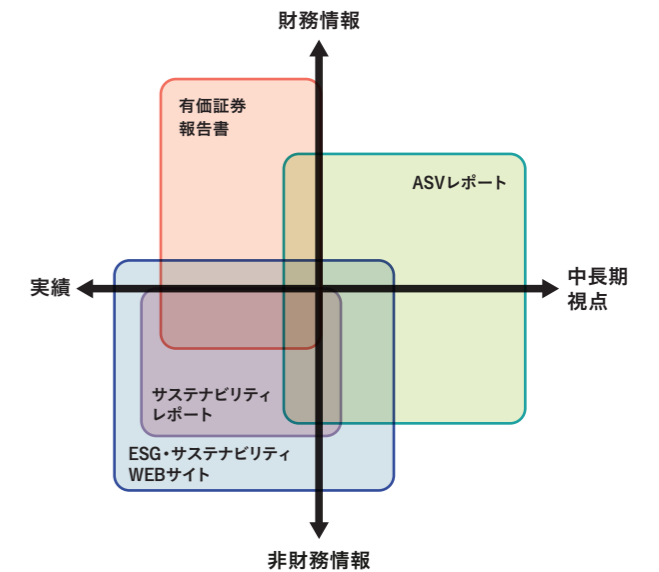 財務情報
有価証券
報告書
ASVレポート
実績
中長期
視点
サステナビリティ
レポート
ESG・サステナビリティ
WEBサイト
非財務情報